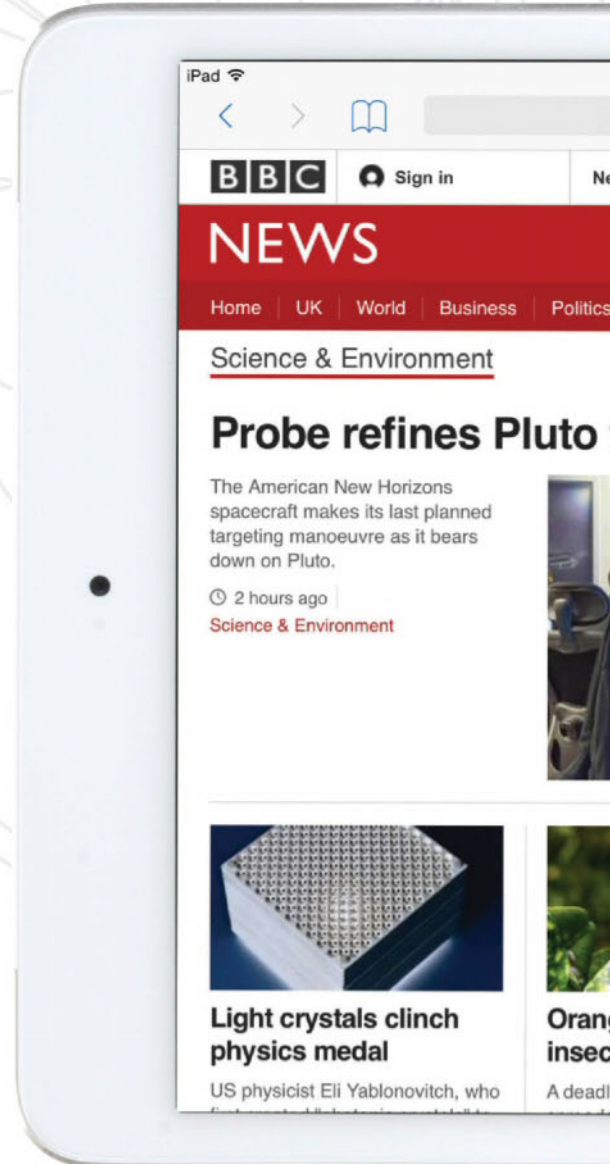 iPad
BBC
Sign in
NEWS
Home UK World Business Politics
Science & Environment
Probe refines Pluto
The American New Horizons
spacecraft makes its last planned
targeting manoeuvre as it bears
down on Pluto.
2 hours ago
Science & Environment
Light crystals clinch
physics medal
US physicist Eli Yablonovitch, who
A